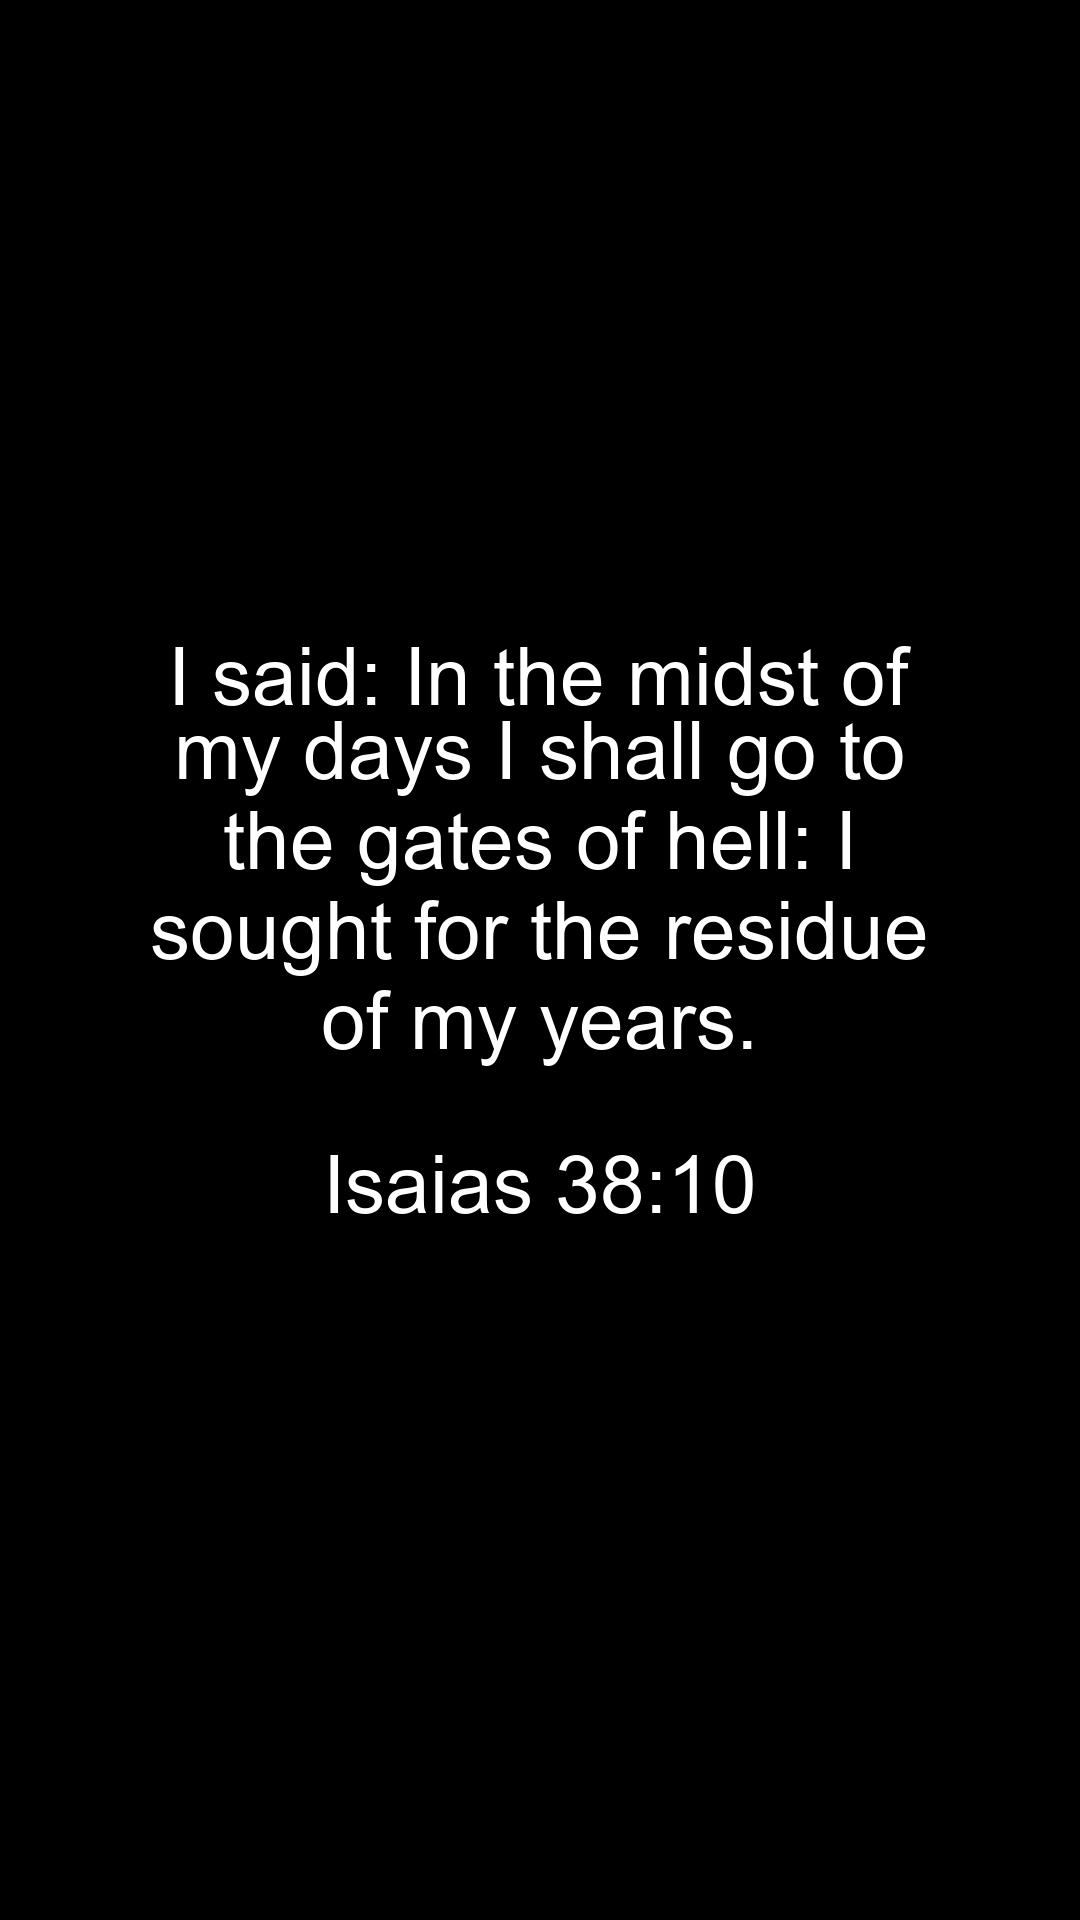 I said: In the midst of
my days I shall go to
the gates of hell: I
sought for the residue
of my years.
Isaias 38:10